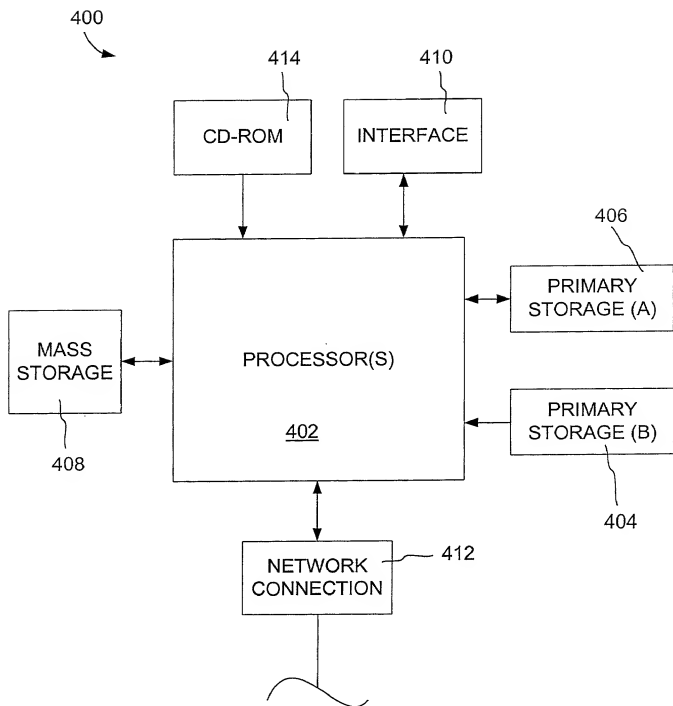 400
414
410
CD-ROM
INTERFACE
406
PRIMARY
STORAGE (A)
MASS
STORAGE
408
PROCESSOR(S)
402
PRIMARY
STORAGE (B)
404
NETWORK
CONNECTION
412